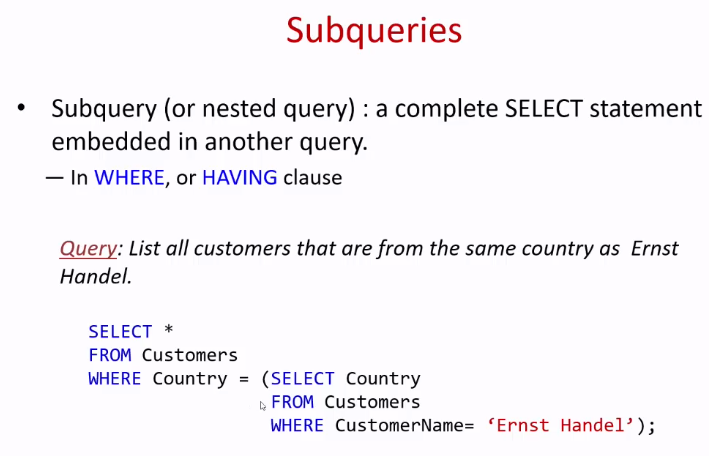 Subqueries
• Subquery (or nested query) : a complete SELECT statement
embedded in another query.
— In WHERE, or HAVING clause
Query: List all customers that are from the same country as Ernst
Handel.
SELECT *
FROM Customers
WHERE Country = (SELECT Country
FROM Customers
WHERE CustomerName= ‘Ernst Handel’);